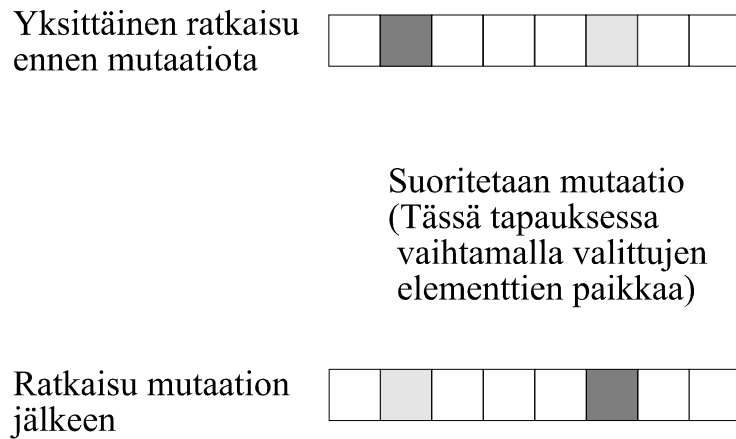 Yksittäinen ratkaisu
ennen mutaatiota
Suoritetaan mutaatio
(Tässä tapauksessa
vaihtamalla valittujen
elementtien paikkaa)
Ratkaisu mutaation
jälkeen